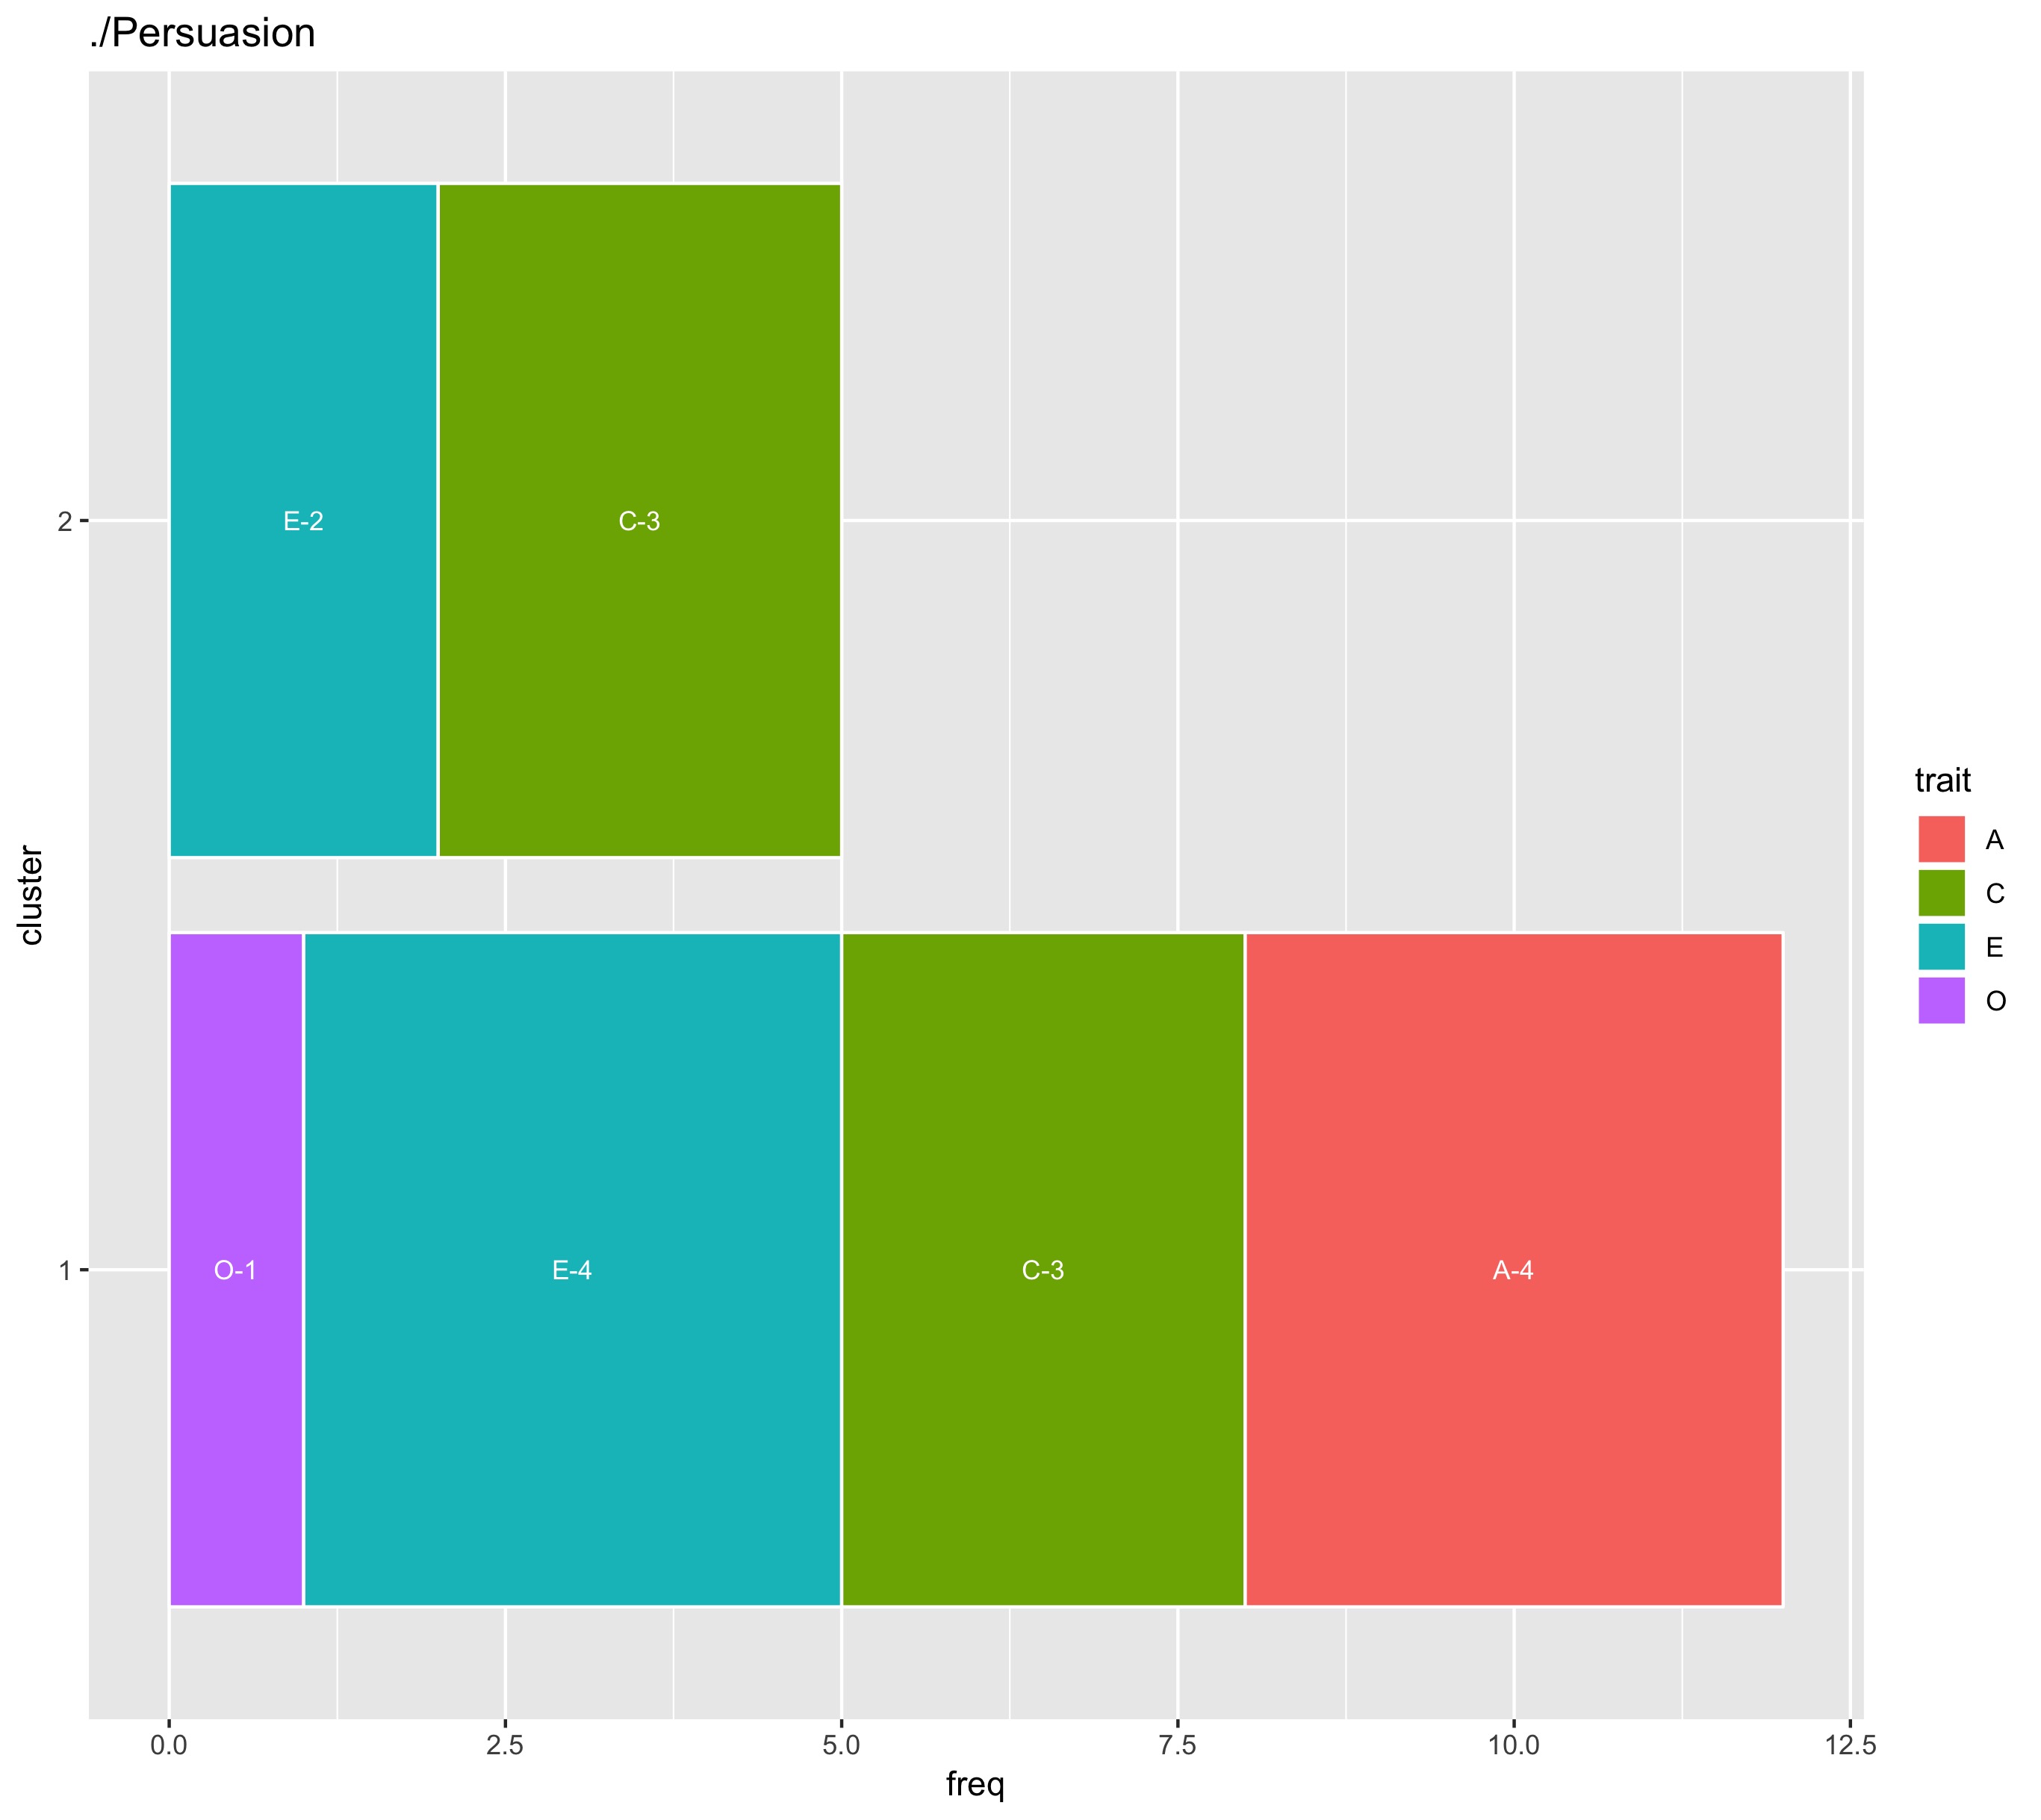 ./Persuasion
2
E-2
C-3
cluster
1
O-1
E-4
C-3
A-4
0.0
2.5
5.0
7.5
10.0
12.5
freq
trait
A
C
E
O